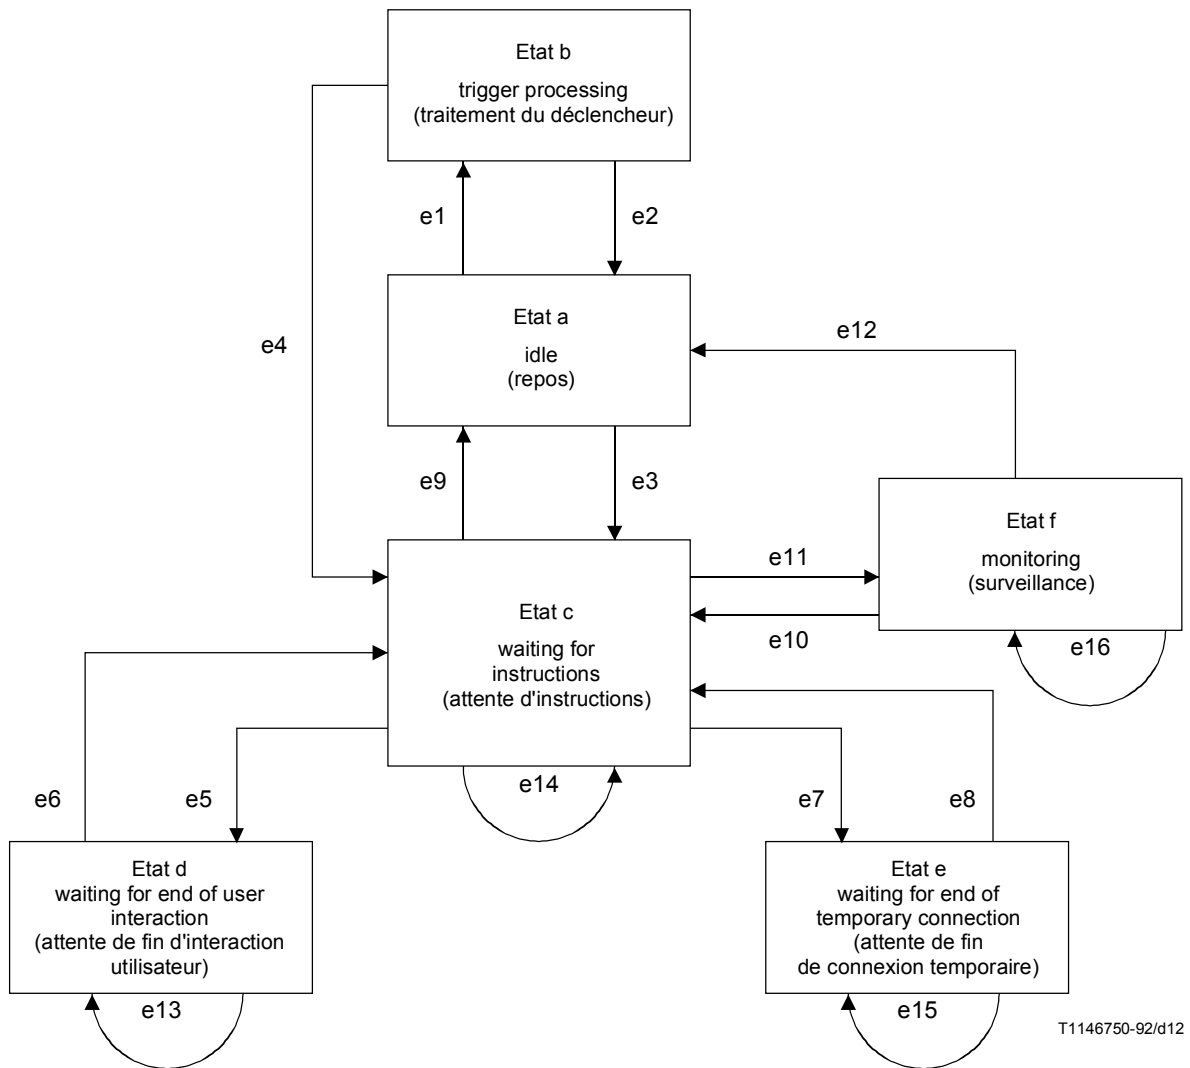 Etat b
trigger processing
(traitement du déclencheur)
e1
e2
Etat a
idle
(repos)
e4
e12
e9
e3
Etat f
monitoring
(surveillance)
e11
Etat c
waiting for
instructions
(attente d'instructions)
e10
e16
e14
e6
e5
e7
e8
Etat d
waiting for end of user
interaction
(attente de fin d'interaction
utilisateur)
Etat e
waiting for end of
temporary connection
(attente de fin
de connexion temporaire)
e13
e15
T1146750-92/d12